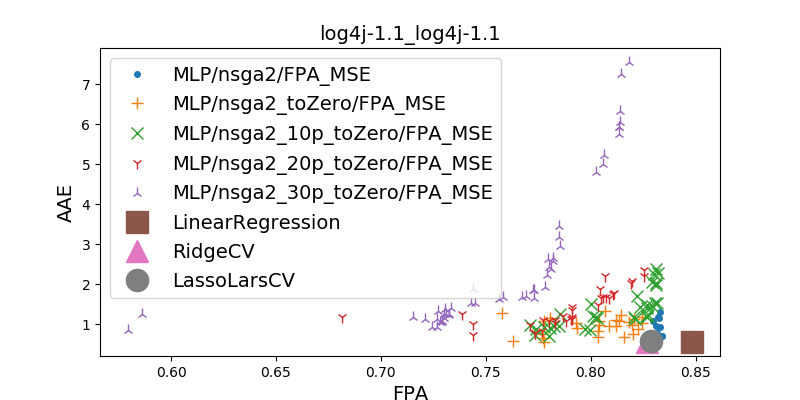 log4j-1.1_log4j-1.1
AAE
7
6
5
4
3
2
1
MLP/nsga2/FPA_MSE
MLP/nsga2_toZero/FPA_MSE
MLP/nsga2_10p_toZero/FPA_MSE
MLP/nsga2_20p_toZero/FPA_MSE
MLP/nsga2_30p_toZero/FPA_MSE
LinearRegression
RidgeCV
LassoLarsCV
0.60 0.65 0.70 0.75 0.80 0.85
FPA